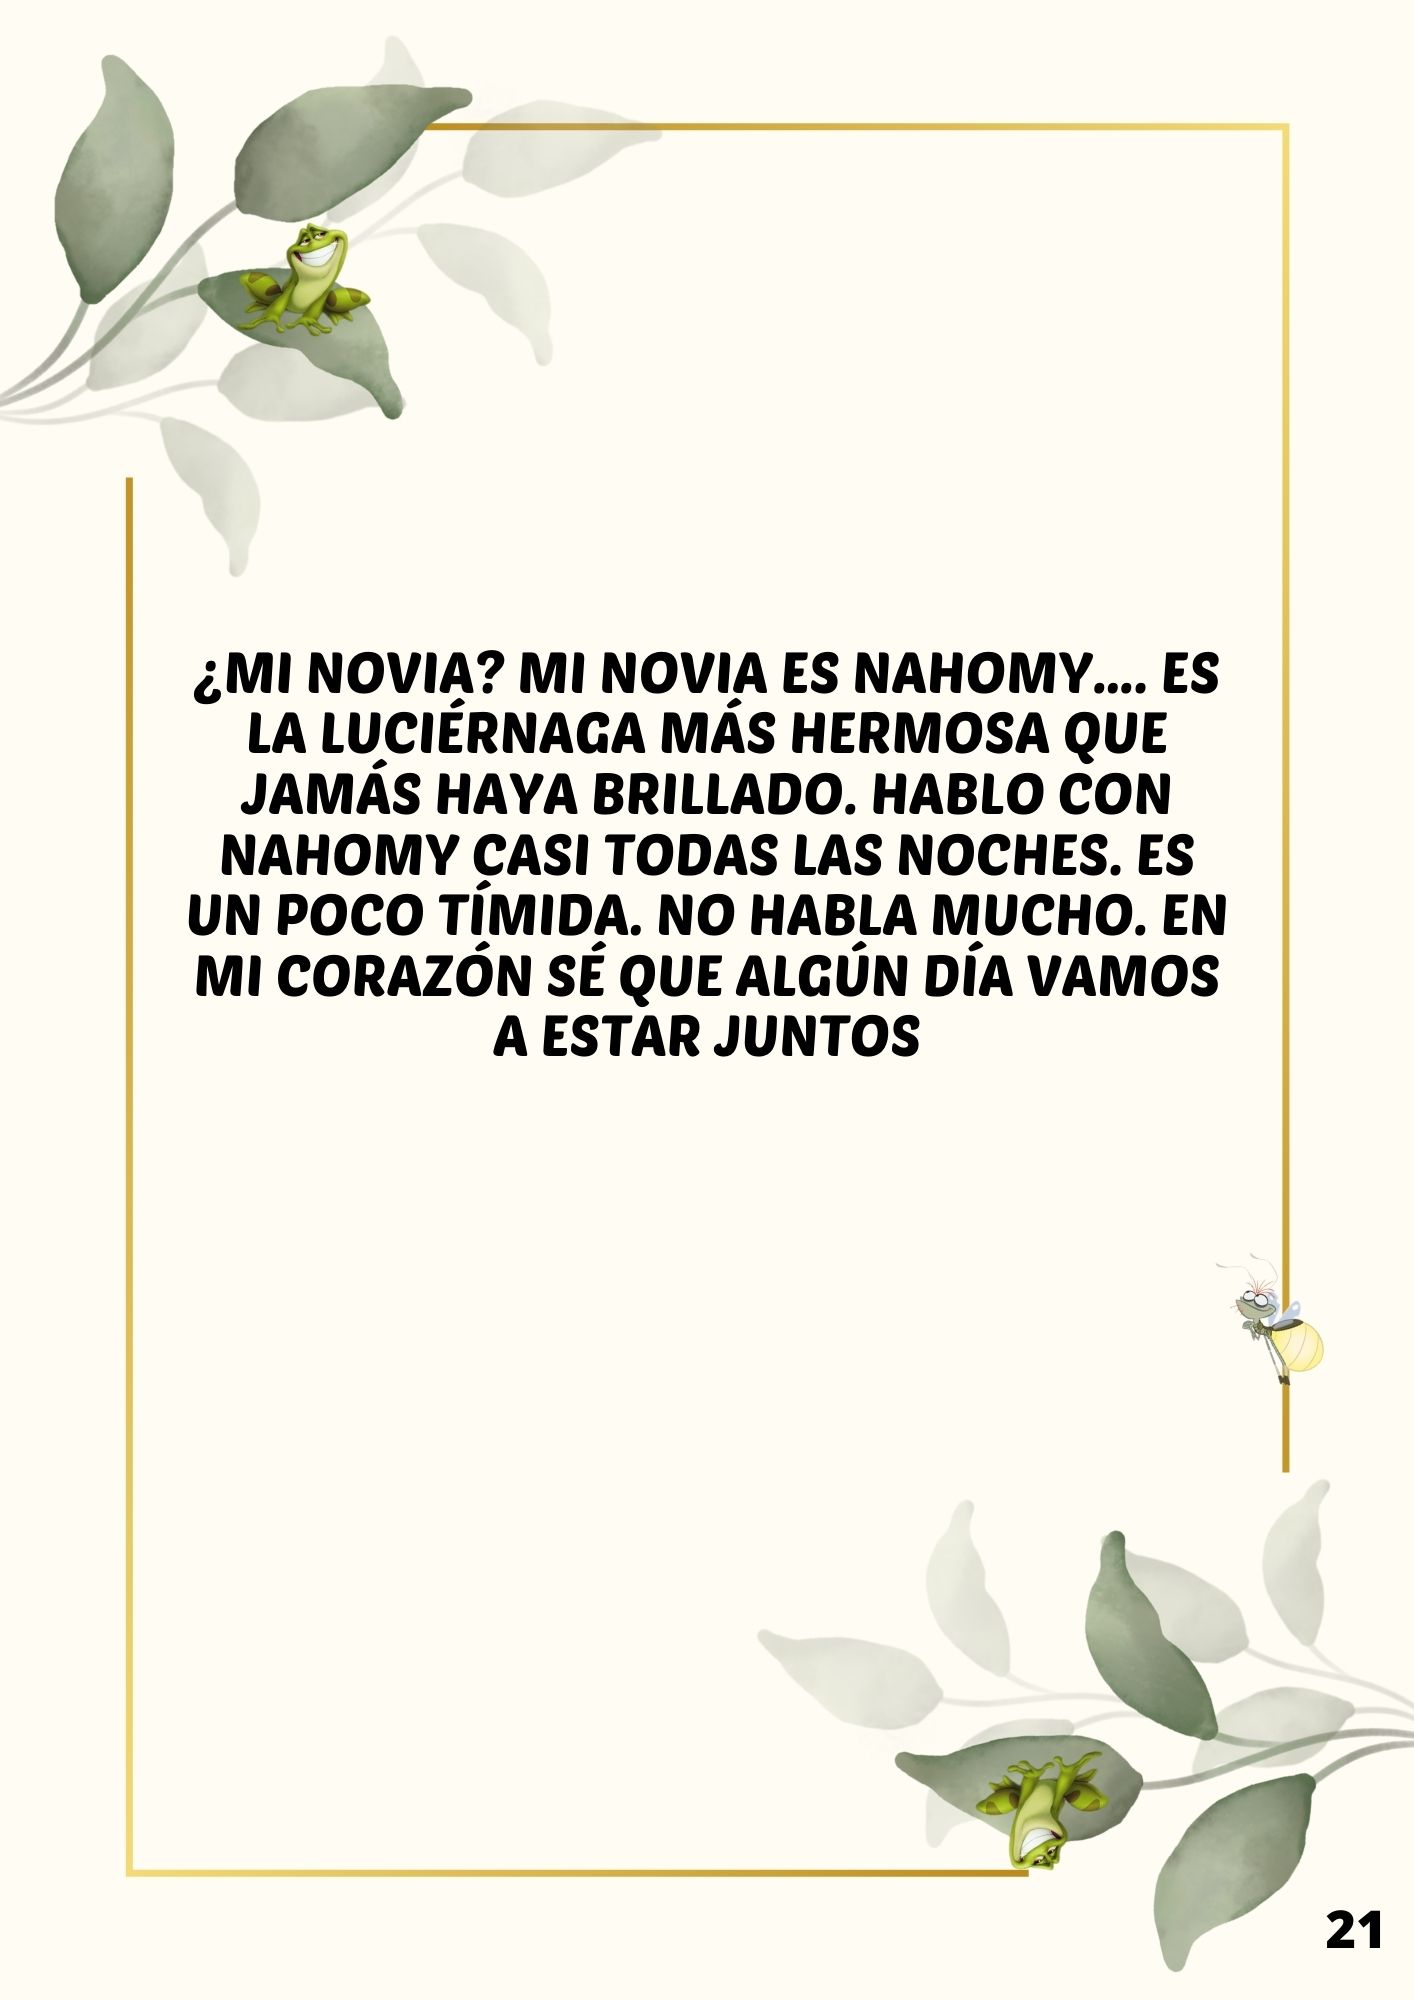 ¿MI NOVIA? MI NOVIA ES NAHOMY.... ES
LA LUCIÉRNAGA MÁS HERMOSA QUE
JAMÁS HAYA BRILLADO. HABLO CON
NAHOMY CASI TODAS LAS NOCHES. ES
UN POCO TÍMIDA. NO HABLA MUCHO. EN
MI CORAZÓN SÉ QUE ALGÚN DÍA VAMOS
A ESTAR JUNTOS
21